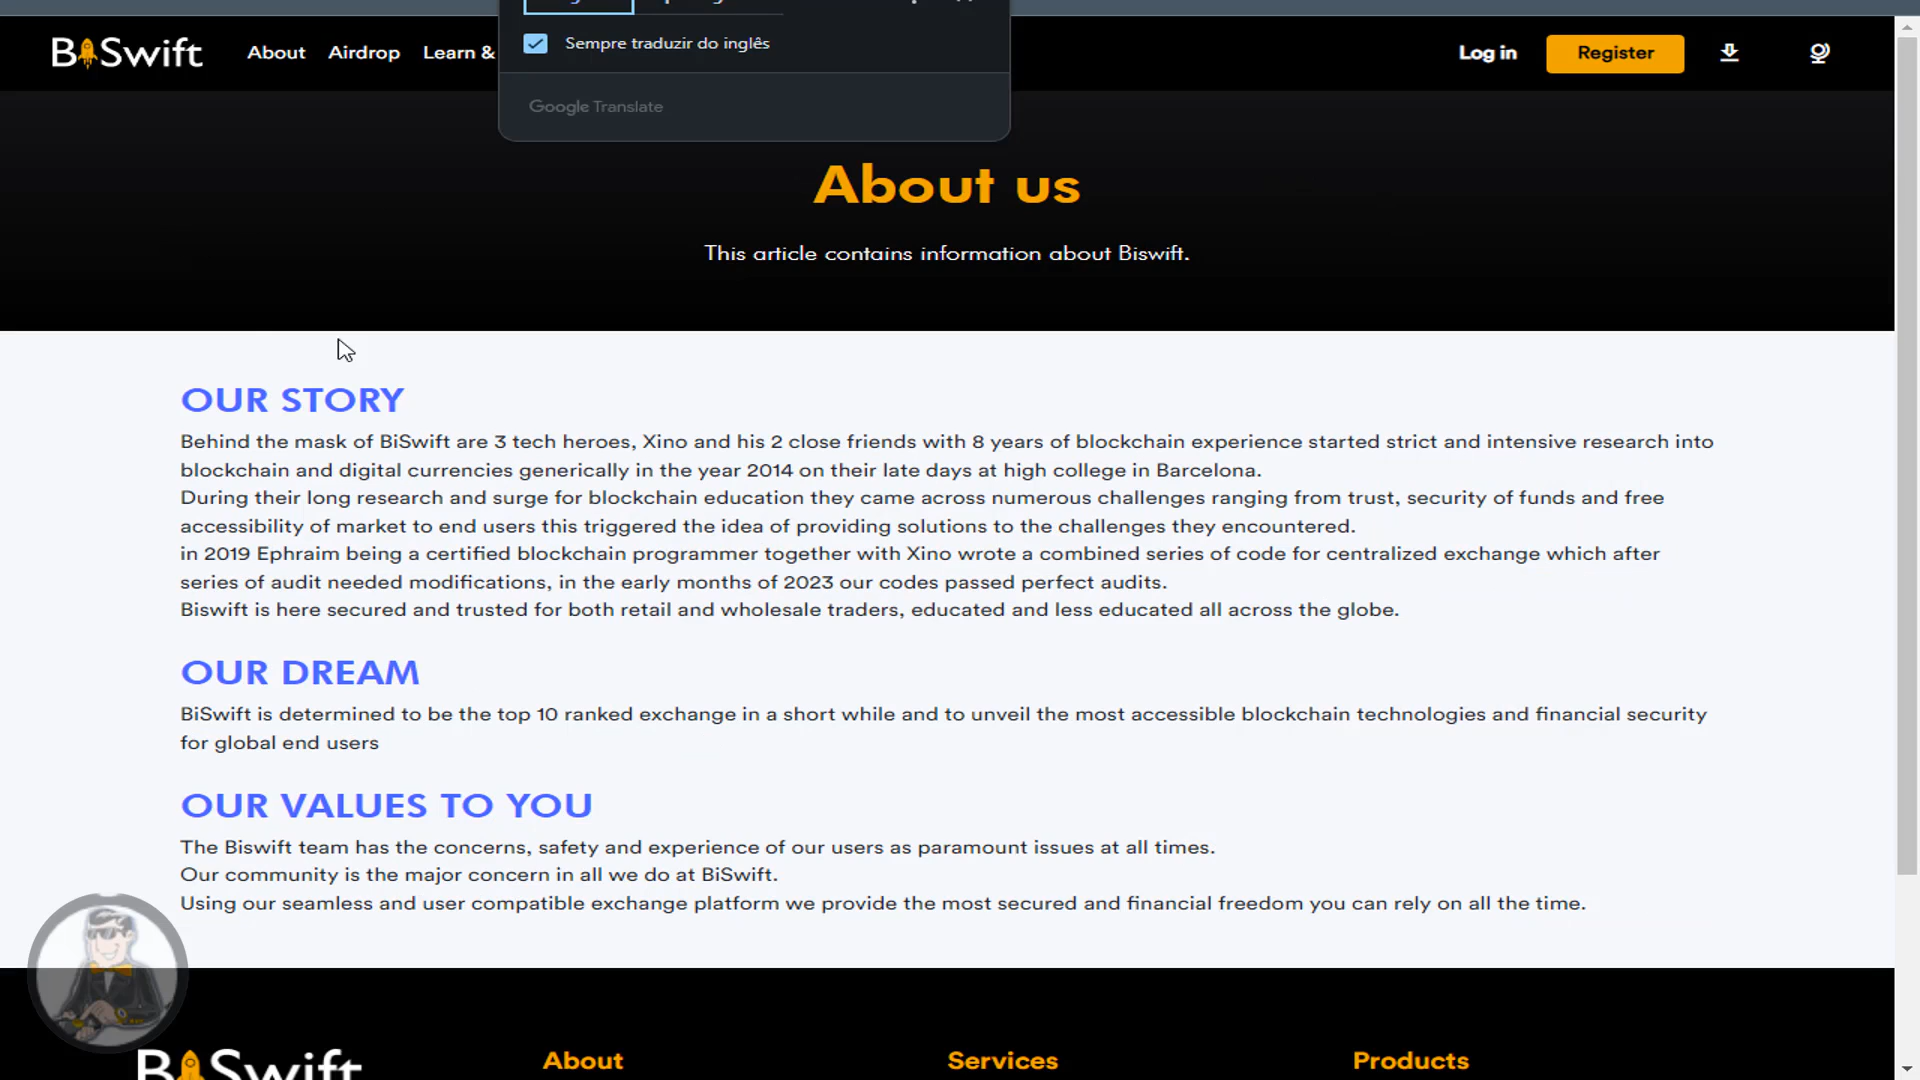 Sempre traduzir do inglês
BiSwift About Airdrop Learn & Log in Register
Google Translate
About us
This article contains information about Biswift.
OUR STORY
Behind the mask of BiSwift are 3 tech heroes, Xino and his 2 close friends with 8 years of blockchain experience started strict and intensive research into
blockchain and digital currencies generically in the year 2014 on their late days at high college in Barcelona.
During their long research and surge for blockchain education they came across numerous challenges ranging from trust, security of funds and free
accessibility of market to end users this triggered the idea of providing solutions to the challenges they encountered.
in 2019 Ephraim being a certified blockchain programmer together with Xino wrote a combined series of code for centralized exchange which after
series of audit needed modifications, in the early months of 2023 our codes passed perfect audits.
Biswift is here secured and trusted for both retail and wholesale traders, educated and less educated all across the globe.
OUR DREAM
BiSwift is determined to be the top 10 ranked exchange in a short while and to unveil the most accessible blockchain technologies and financial security
for global end users
OUR VALUES TO YOU
The Biswift team has the concerns, safety and experience of our users as paramount issues at all times.
Our community is the major concern in all we do at BiSwift.
Using our seamless and user compatible exchange platform we provide the most secured and financial freedom you can rely on all the time.
BiSwift About Services Products